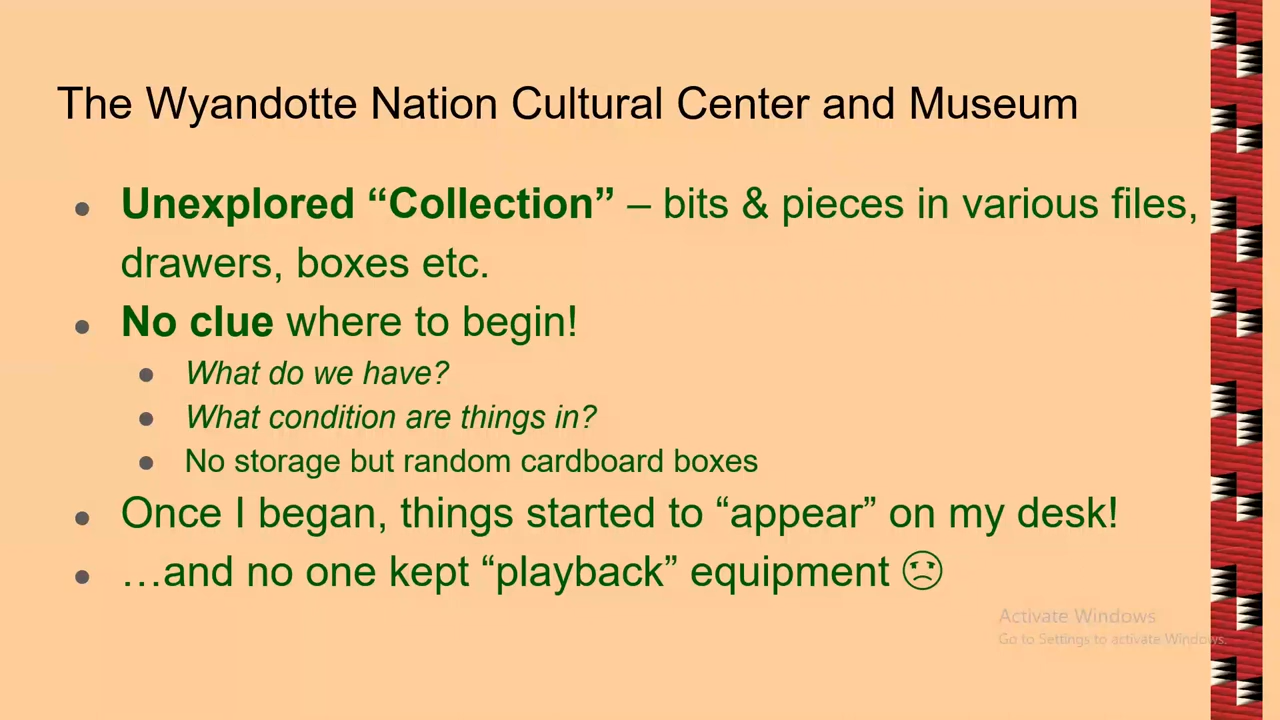 The Wyandotte Nation Cultural Center and Museum
● Unexplored “Collection” – bits & pieces in various files,
drawers, boxes etc.
● No clue where to begin!
● What do we have?
● What condition are things in?
● No storage but random cardboard boxes
● Once I began, things started to “appear” on my desk!
● …and no one kept “playback” equipment ☹
Activate Windows
Go to Settings to activate Windows.